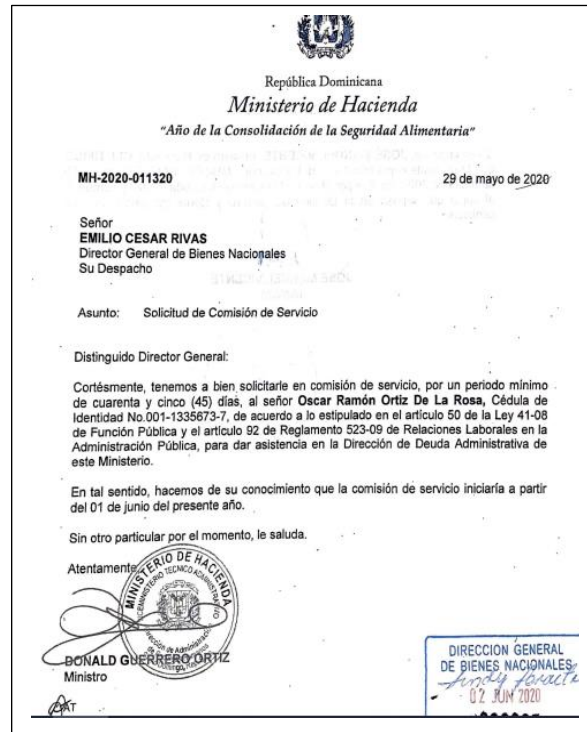 República Dominicana
Ministerio de Hacienda
"Año de la Consolidación de la Seguridad Alimentaria"
MH-2020-011320
29 de mayo de 2020
Señor
EMILIO CESAR RIVAS
Director General de Bienes Nacionales
Su Despacho
Asunto: Solicitud de Comisión de Servicio
Distinguido Director General:
Cortésmente, tenemos a bien solicitarle en comisión de servicio, por un periodo mínimo
de cuarenta y cinco (45) días, al señor Oscar Ramón Ortiz De La Rosa, Cédula de
Identidad No.001-1335673-7, de acuerdo a lo estipulado en el artículo 50 de la Ley 41-08
de Función Pública y el artículo 92 de Reglamento 523-09 de Relaciones Laborales en la
Administración Pública, para dar asistencia en la Dirección de Deuda Administrativa de
este Ministerio.
En tal sentido, hacemos de su conocimiento que la comisión de servicio iniciaría a partir
del 01 de junio del presente año.
Sin otro particular por el momento, le saluda.
Atentamente
MINISTERIO DE HACIENDA
VICEMINISTERIO TECNICO ADMINISTRATIVO
DONALD GUERRERO ORTIZ
Ministro
DIRECCION GENERAL
DE BIENES NACIONALES
02 JUN 2020